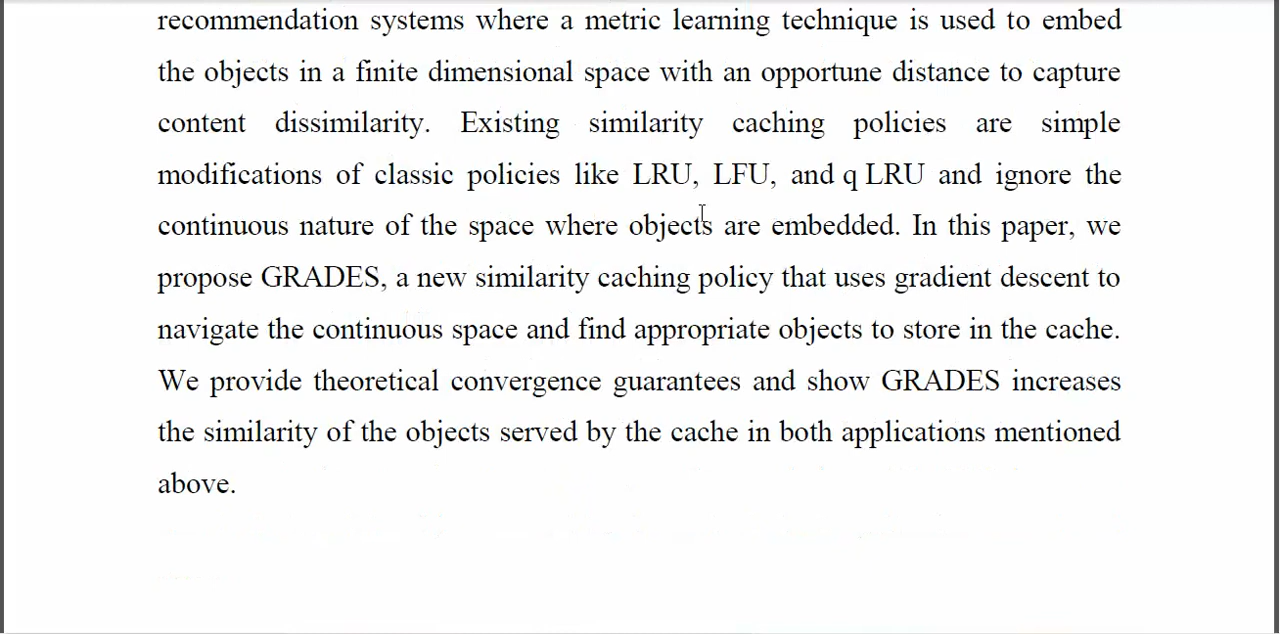 recommendation systems where a metric learning technique is used to embed
the objects in a finite dimensional space with an opportune distance to capture
content dissimilarity. Existing similarity caching policies are simple
modifications of classic policies like LRU, LFU, and q LRU and ignore the
continuous nature of the space where objects are embedded. In this paper, we
propose GRADES, a new similarity caching policy that uses gradient descent to
navigate the continuous space and find appropriate objects to store in the cache.
We provide theoretical convergence guarantees and show GRADES increases
the similarity of the objects served by the cache in both applications mentioned
above.